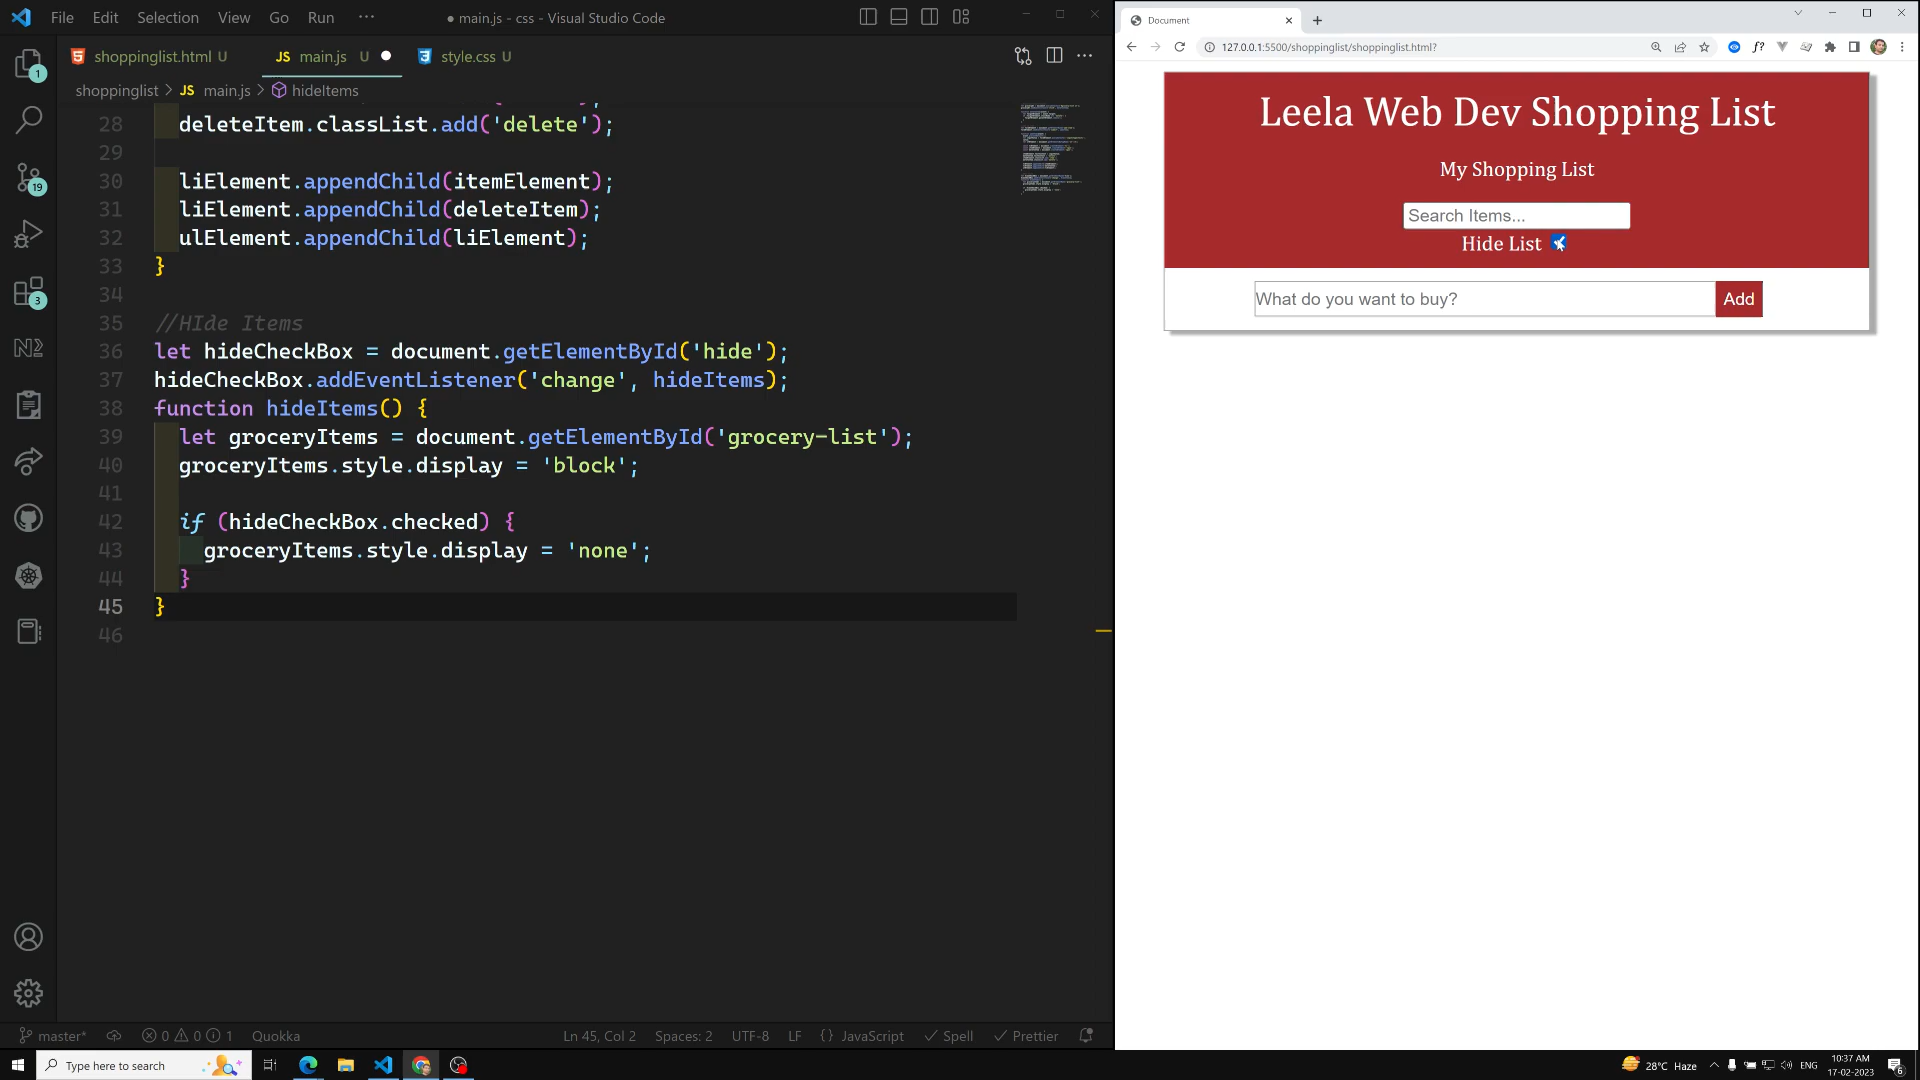 File Edit Selection View Go Run ··· ● main.js - css - Visual Studio Code
shoppinglist.html U JS main.js U ● style.css U
shoppinglist > JS main.js > hideItems
28 deleteItem.classList.add('delete');
29
30 liElement.appendChild(itemElement);
31 liElement.appendChild(deleteItem);
32 ulElement.appendChild(liElement);
33 }
34
35 //HIde Items
36 let hideCheckBox = document.getElementById('hide');
37 hideCheckBox.addEventListener('change', hideItems);
38 function hideItems() {
39 let groceryItems = document.getElementById('grocery-list');
40 groceryItems.style.display = 'block';
41
42 if (hideCheckBox.checked) {
43 groceryItems.style.display = 'none';
44 }
45 }
46
1
19
3
master* 0 0 1 Quokka Ln 45, Col 2 Spaces: 2 UTF-8 LF {} JavaScript Spell Prettier
Document
127.0.0.1:5500/shoppinglist/shoppinglist.html?
Leela Web Dev Shopping List
My Shopping List
Search Items...
Hide List
What do you want to buy? Add
Type here to search
28°C Haze ENG 10:37 AM
17-02-2023 6